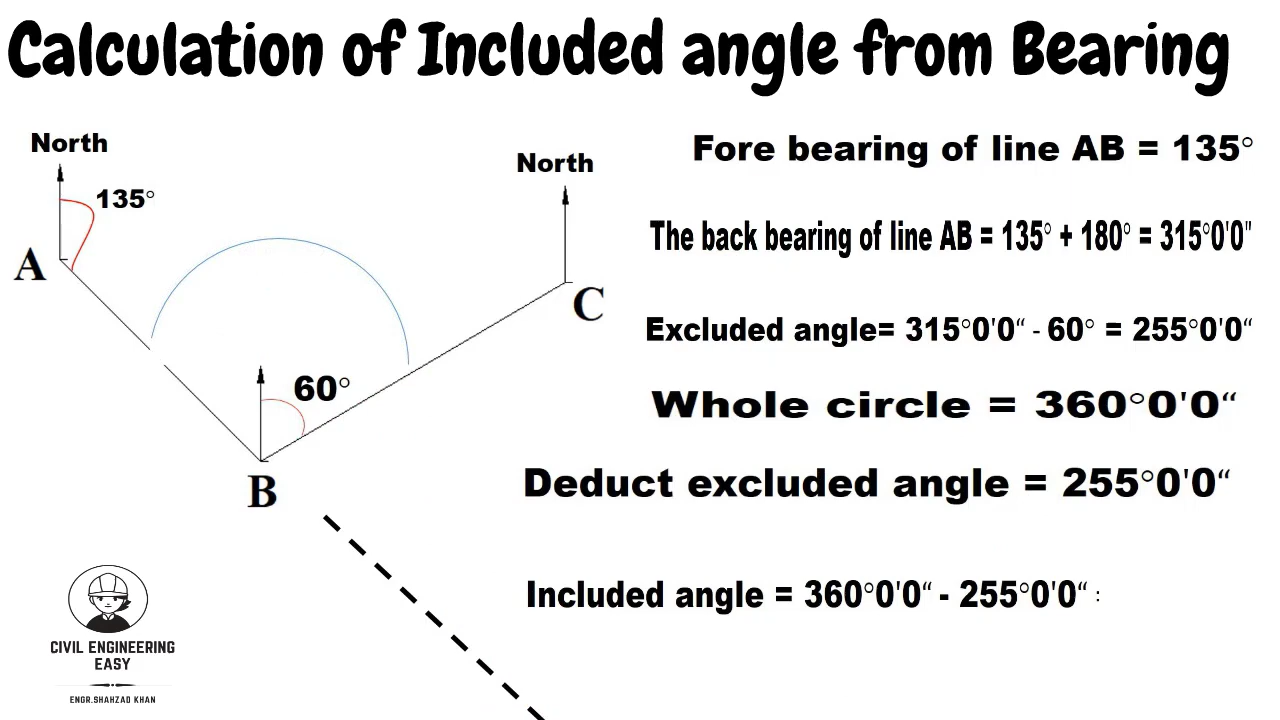 Calculation of Included angle from Bearing
North
135°
A
North
C
60°
B
Fore bearing of line AB = 135°
The back bearing of line AB = 135° + 180° = 315°0'0"
Excluded angle= 315°0'0“ - 60° = 255°0'0“
Whole circle = 360°0'0“
Deduct excluded angle = 255°0'0“
Included angle = 360°0'0“ - 255°0'0“ :
CIVIL ENGINEERING
EASY
ENGR.SHAHZAD KHAN